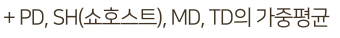 + PD, SH(쇼호스트), MD, TD의 가중평균